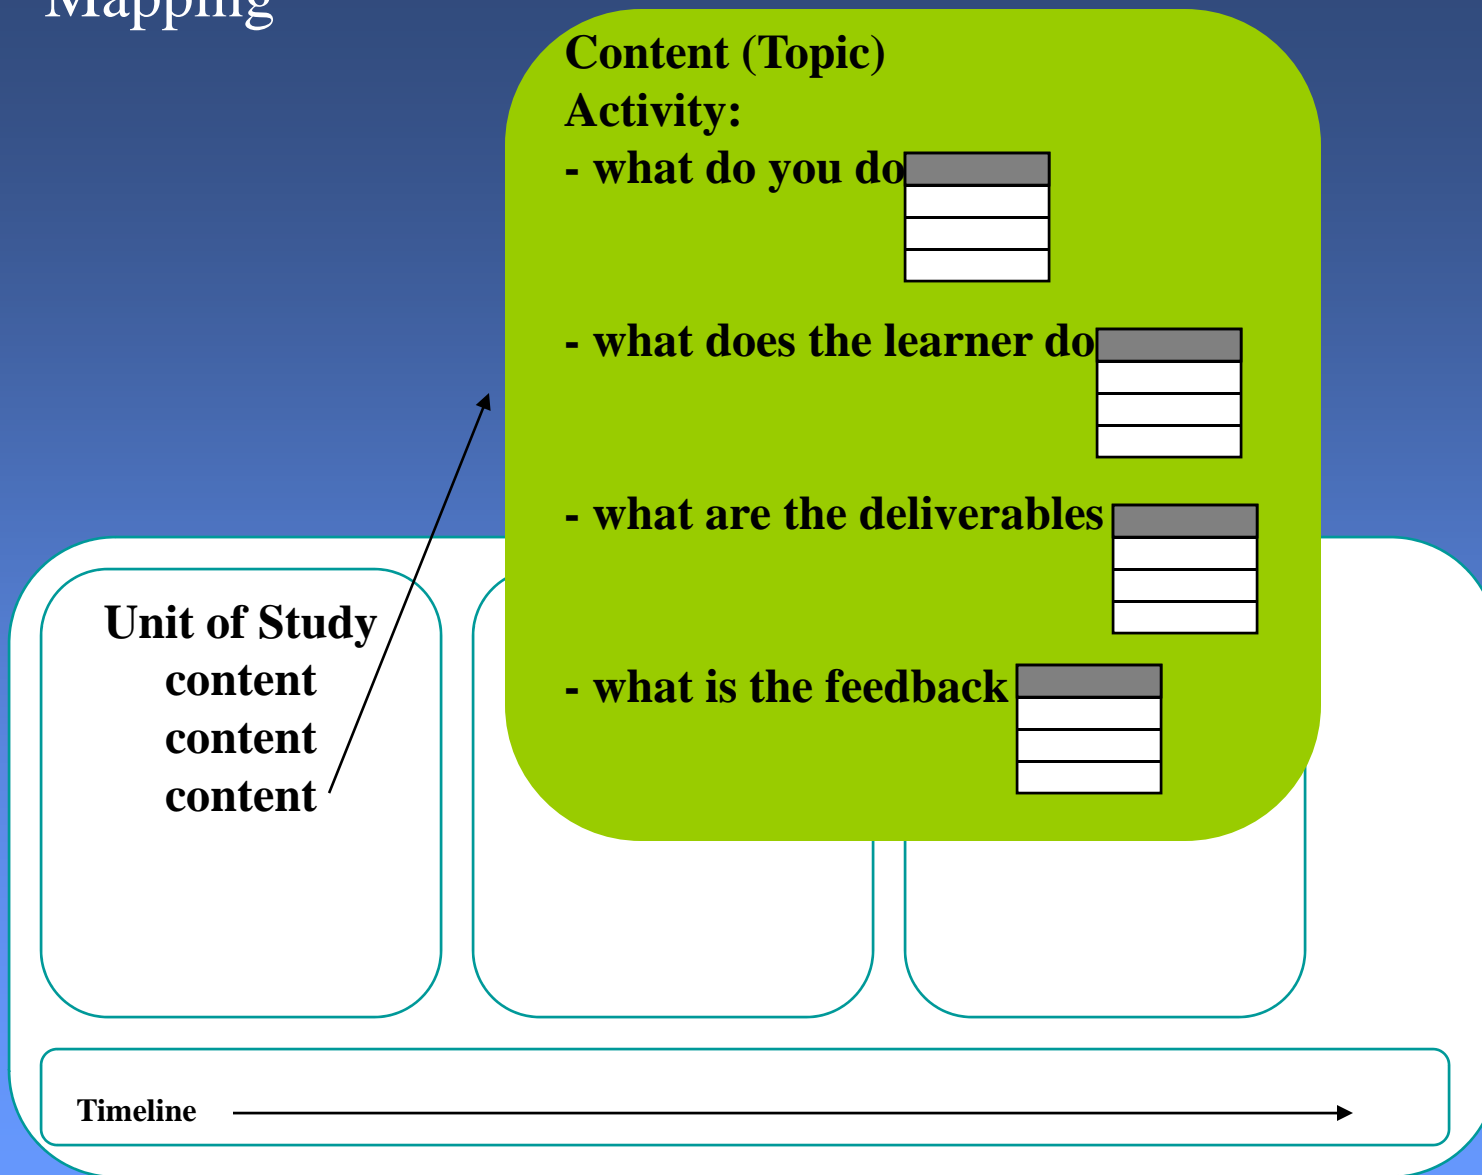 Mapping
Content (Topic)
Activity:
- what do you do
- what does the learner do
- what are the deliverables
- what is the feedback
Unit of Study
content
content
content
Timeline